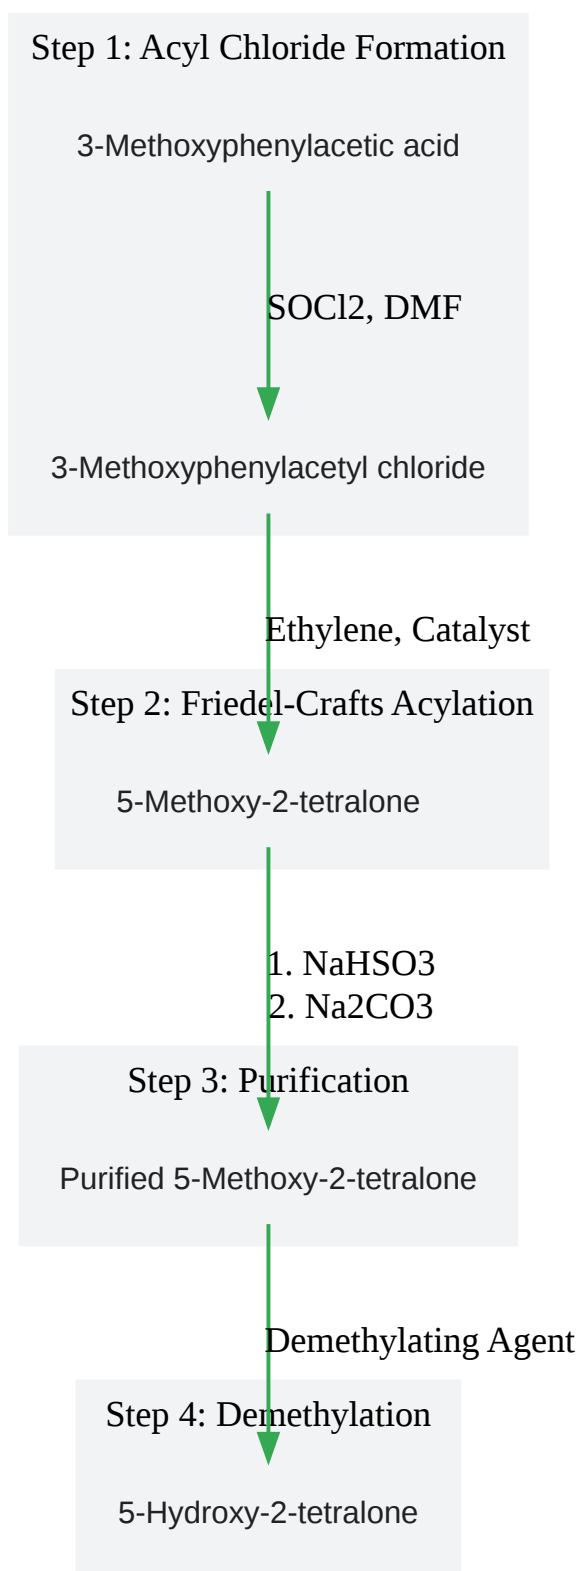 Step 1: Acyl Chloride Formation
3-Methoxyphenylacetic acid
SOCl2, DMF
3-Methoxyphenylacetyl chloride
Ethylene, Catalyst
Step 2: Friedel-Crafts Acylation
5-Methoxy-2-tetralone
1. NaHSO3
2. Na2CO3
Step 3: Purification
Purified 5-Methoxy-2-tetralone
Demethylating Agent
Step 4: Demethylation
5-Hydroxy-2-tetralone